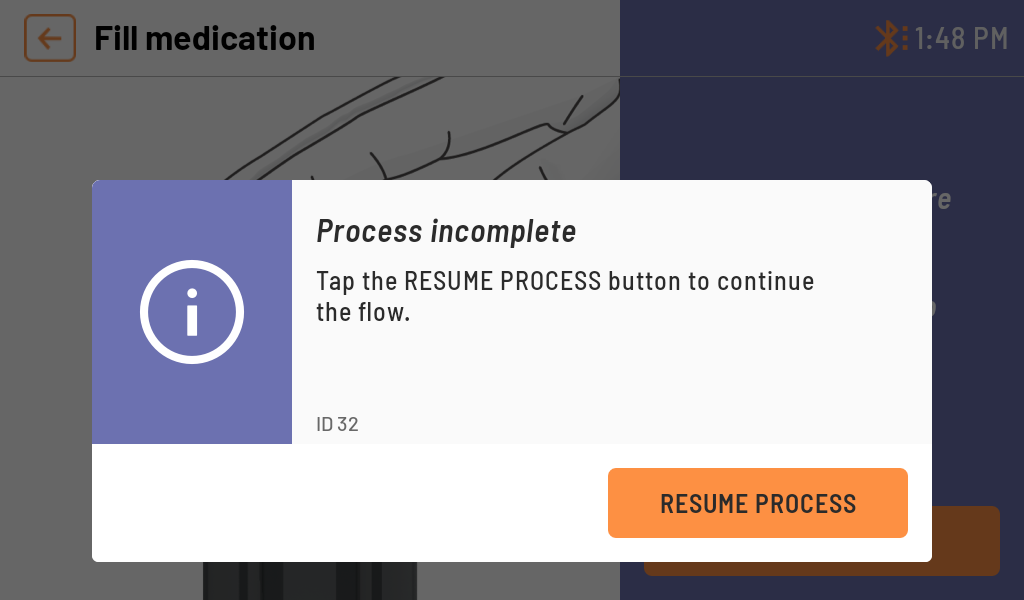 Fill medication
1:48 PM
Process incomplete
Tap the RESUME PROCESS button to continue
the flow.
ID 32
RESUME PROCESS